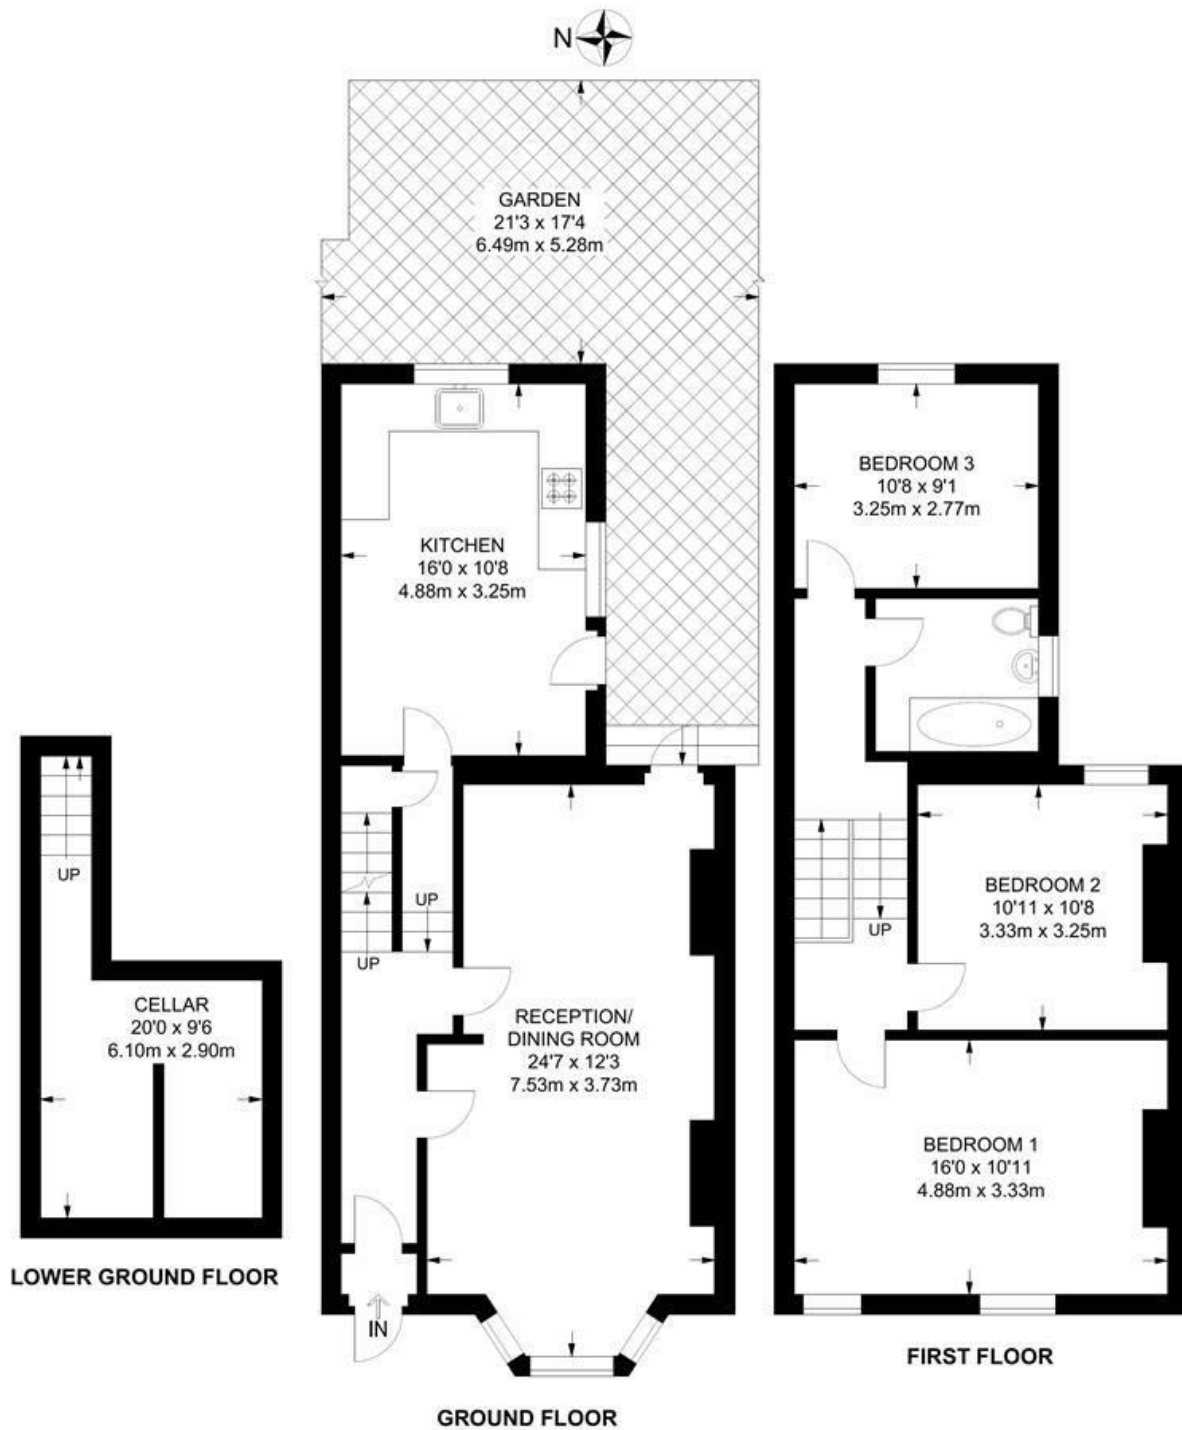 N
GARDEN
21'3 x 17'4
6.49m x 5.28m
KITCHEN
16'0 x 10'8
4.88m x 3.25m
UP
UP
RECEPTION/
DINING ROOM
24'7 x 12'3
7.53m x 3.73m
IN
GROUND FLOOR
UP
CELLAR
20'0 x 9'6
6.10m x 2.90m
LOWER GROUND FLOOR
BEDROOM 3
10'8 x 9'1
3.25m x 2.77m
BEDROOM 2
10'11 x 10'8
3.33m x 3.25m
UP
BEDROOM 1
16'0 x 10'11
4.88m x 3.33m
FIRST FLOOR